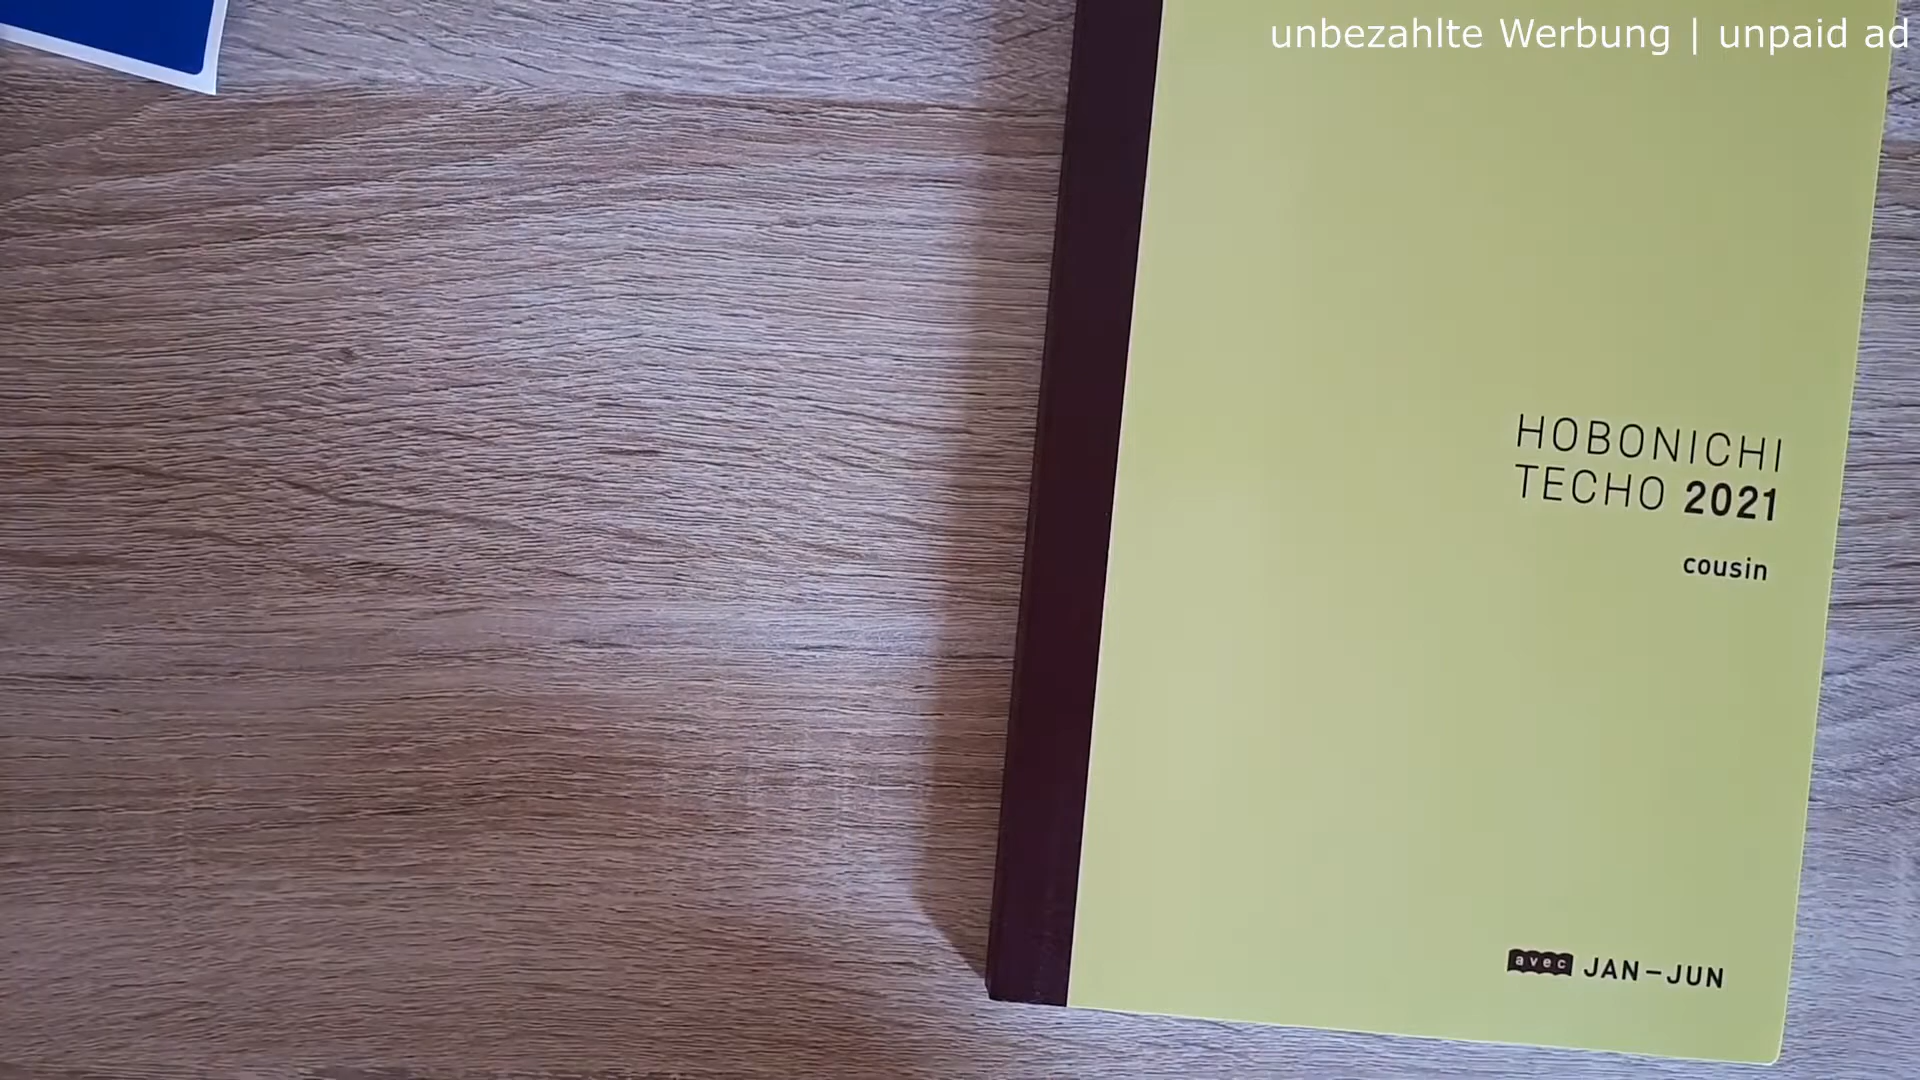 unbezahlte Werbung | unpaid ad
HOBONICHI
TECHO 2021
cousin
avec JAN-JUN